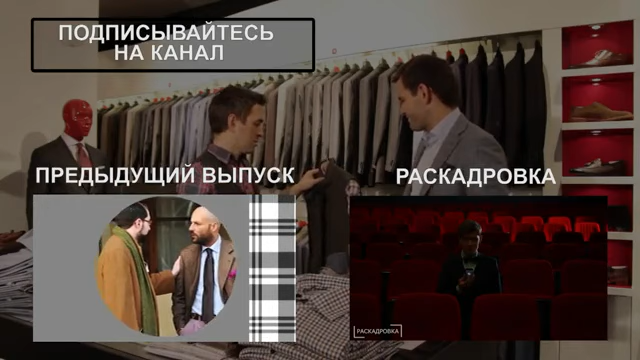 ПОДПИСЫВАЙТЕСЬ
НА КАНАЛ
ПРЕДЫДУЩИЙ ВЫПУСК
РАСКАДРОВКА
РАСКАДРОВКА